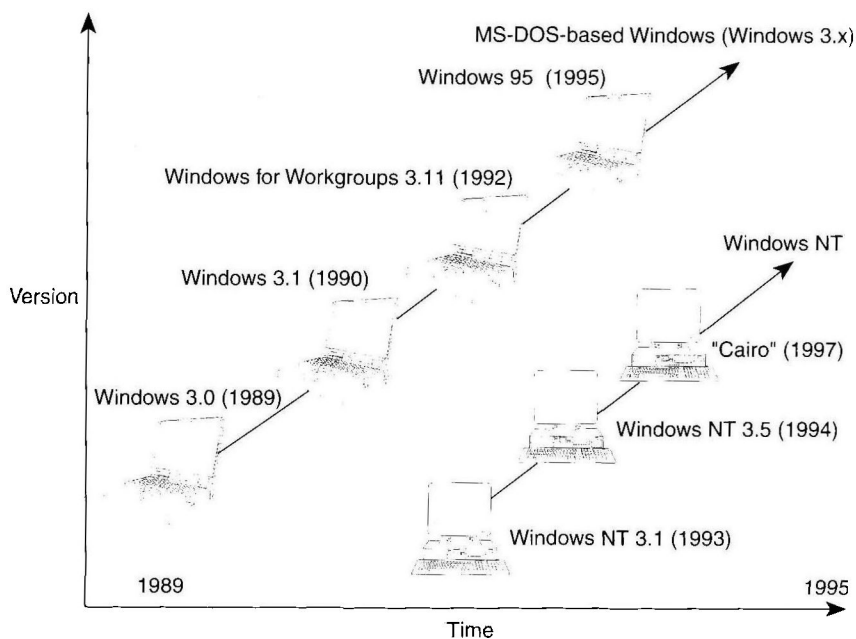 MS-DOS-based Windows (Windows 3.x)
Windows 95 (1995)
Windows for Workgroups 3.11 (1992)
Windows NT
Windows 3.1 (1990)
Version
"Cairo" (1997)
Windows 3.0 (1989)
Windows NT 3.5 (1994)
Windows NT 3.1 (1993)
1989
1995
Time